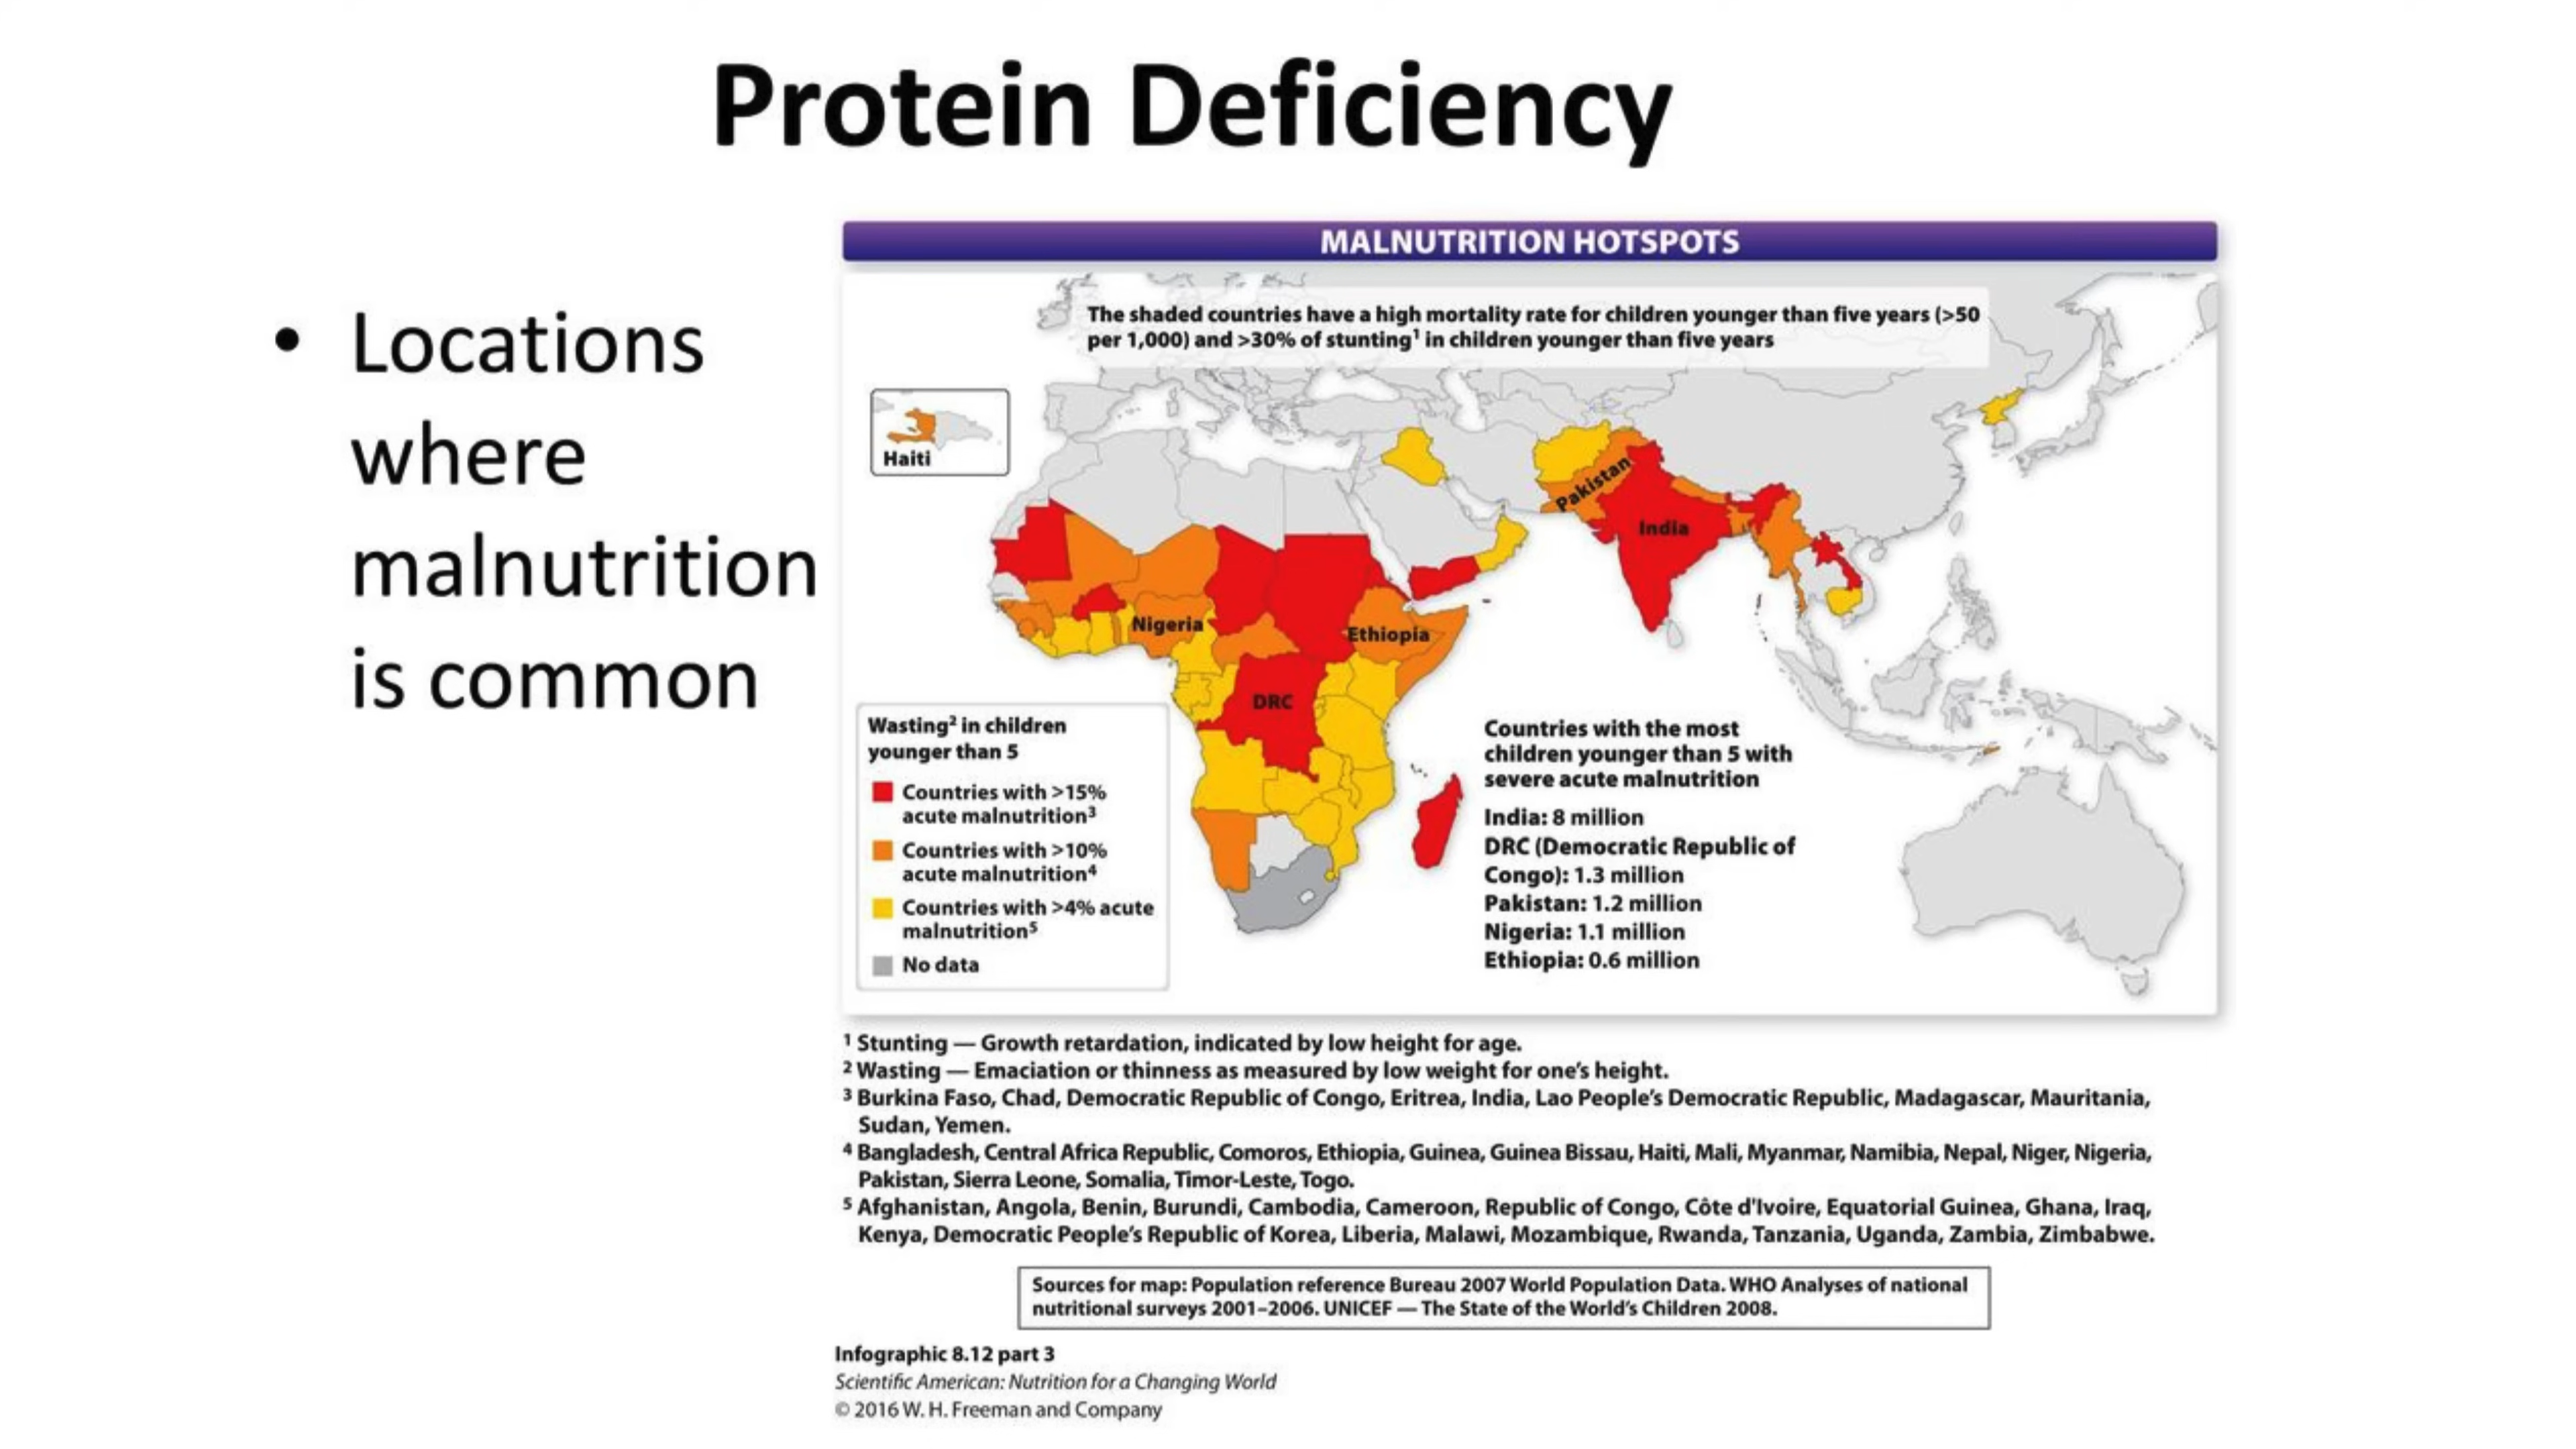 Protein Deficiency
• Locations
where
malnutrition
is common
MALNUTRITION HOTSPOTS
The shaded countries have a high mortality rate for children younger than five years (>50
per 1,000) and >30% of stunting¹ in children younger than five years
Haiti
Pakistan
India
Nigeria
Ethiopia
DRC
Wasting² in children
younger than 5
Countries with >15%
acute malnutrition³
Countries with >10%
acute malnutrition⁴
Countries with >4% acute
malnutrition⁵
No data
Countries with the most
children younger than 5 with
severe acute malnutrition
India: 8 million
DRC (Democratic Republic of
Congo): 1.3 million
Pakistan: 1.2 million
Nigeria: 1.1 million
Ethiopia: 0.6 million
¹ Stunting — Growth retardation, indicated by low height for age.
² Wasting — Emaciation or thinness as measured by low weight for one's height.
³ Burkina Faso, Chad, Democratic Republic of Congo, Eritrea, India, Lao People's Democratic Republic, Madagascar, Mauritania,
Sudan, Yemen.
⁴ Bangladesh, Central Africa Republic, Comoros, Ethiopia, Guinea, Guinea Bissau, Haiti, Mali, Myanmar, Namibia, Nepal, Niger, Nigeria,
Pakistan, Sierra Leone, Somalia, Timor-Leste, Togo.
⁵ Afghanistan, Angola, Benin, Burundi, Cambodia, Cameroon, Republic of Congo, Côte d'Ivoire, Equatorial Guinea, Ghana, Iraq,
Kenya, Democratic People's Republic of Korea, Liberia, Malawi, Mozambique, Rwanda, Tanzania, Uganda, Zambia, Zimbabwe.
Sources for map: Population reference Bureau 2007 World Population Data. WHO Analyses of national
nutritional surveys 2001–2006. UNICEF — The State of the World's Children 2008.
Infographic 8.12 part 3
Scientific American: Nutrition for a Changing World
© 2016 W. H. Freeman and Company